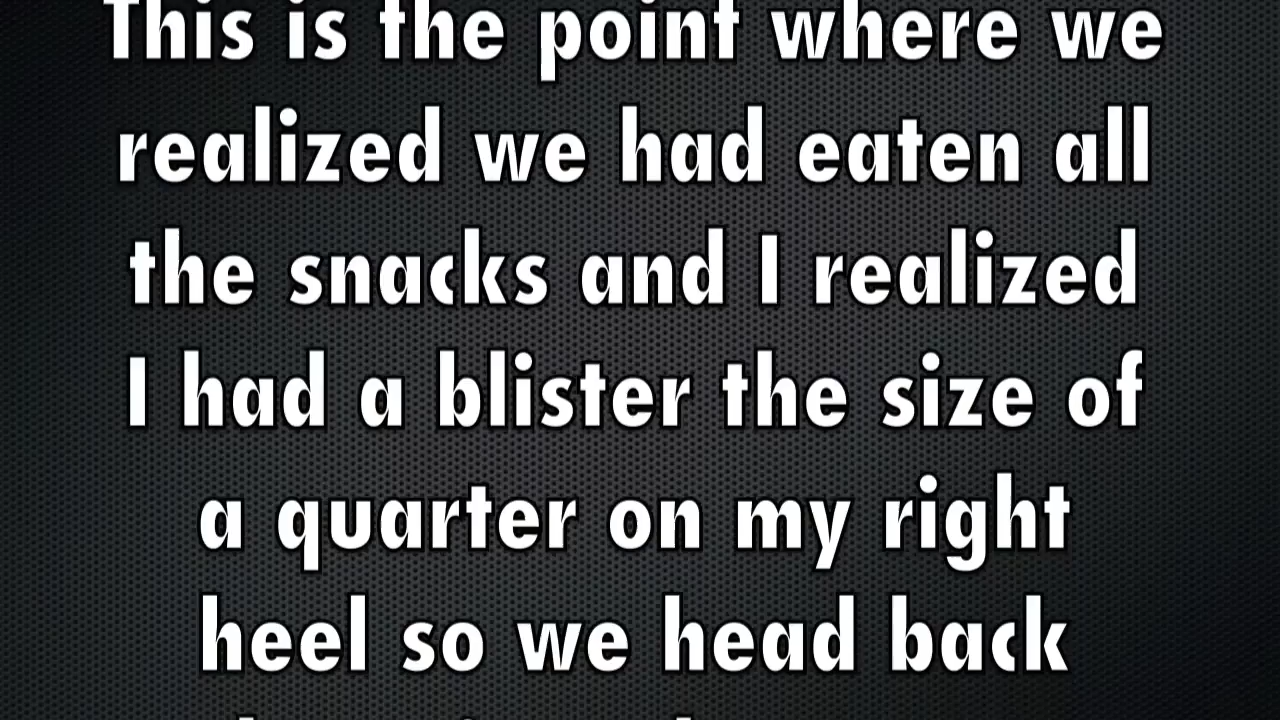 This is the point where we
realized we had eaten all
the snacks and I realized
I had a blister the size of
a quarter on my right
heel so we head back